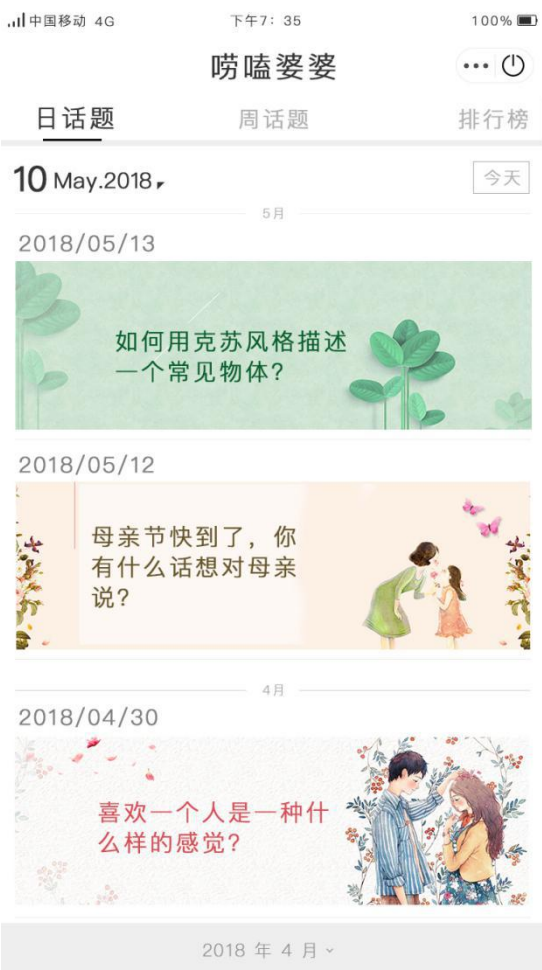 中国移动 4G 下午7：35 100%
唠嗑婆婆
日话题 周话题 排行榜
10 May.2018 今天
5月
2018/05/13
如何用克苏风格描述
一个常见物体?
2018/05/12
母亲节快到了，你
有什么话想对母亲
说?
4月
2018/04/30
喜欢一个人是一种什
么样的感觉?
2018 年 4 月